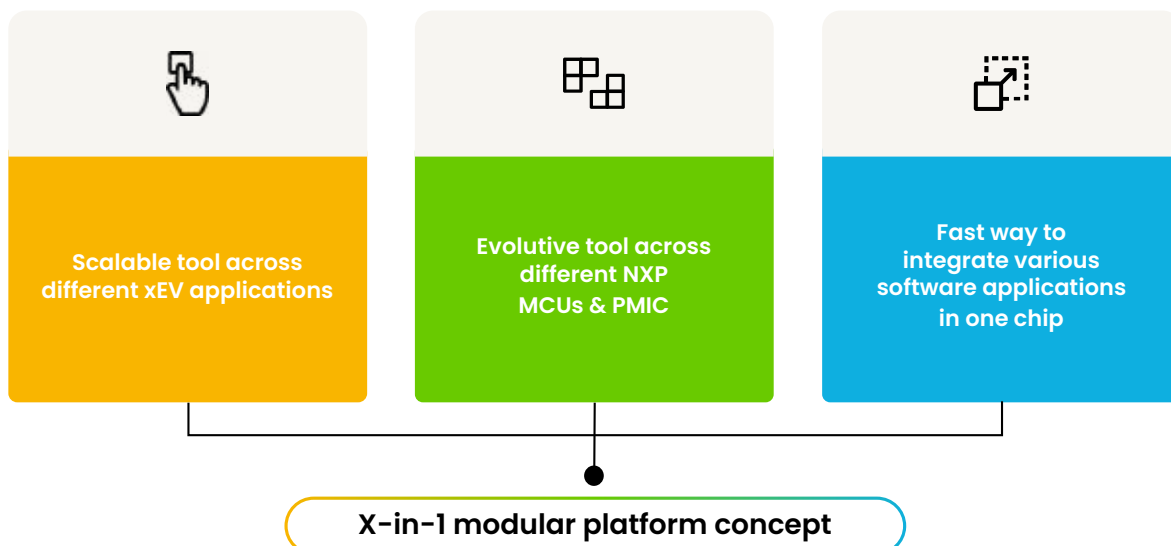 Scalable tool across
different xEV applications
Evolutive tool across
different NXP
MCUs & PMIC
Fast way to
integrate various
software applications
in one chip
X-in-1 modular platform concept